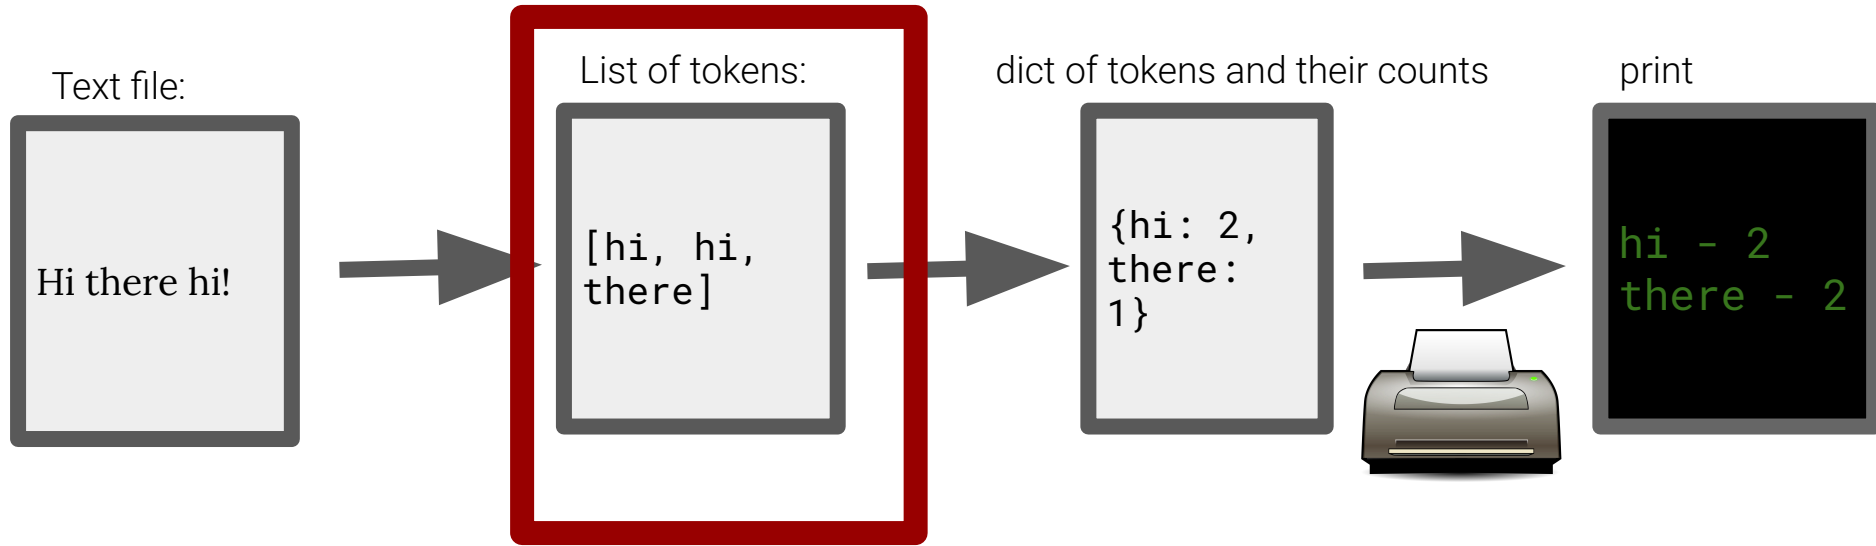 Text file:
Hi there hi!
List of tokens:
[hi, hi,
there]
dict of tokens and their counts
{hi: 2,
there:
1}
print
hi - 2
there - 2